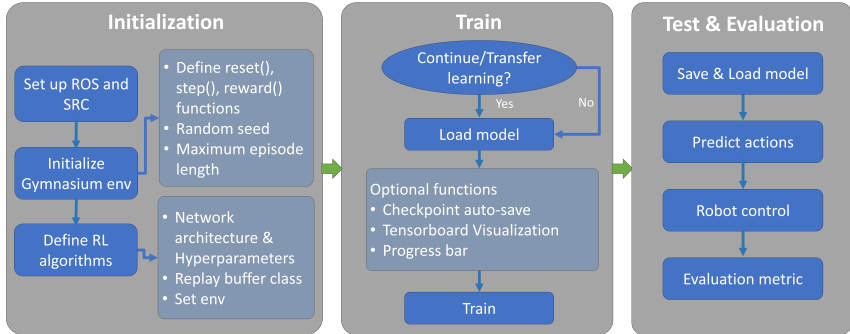 Initialization
Set up ROS and
SRC
Initialize
Gymnasium env
Define RL
algorithms
• Define reset(),
step(), reward()
functions
• Random seed
• Maximum episode
length
• Network
architecture &
Hyperparameters
• Replay buffer class
• Set env
Train
Continue/Transfer
learning?
Yes
No
Load model
Optional functions
• Checkpoint auto-save
• Tensorboard Visualization
• Progress bar
Train
Test & Evaluation
Save & Load model
Predict actions
Robot control
Evaluation metric